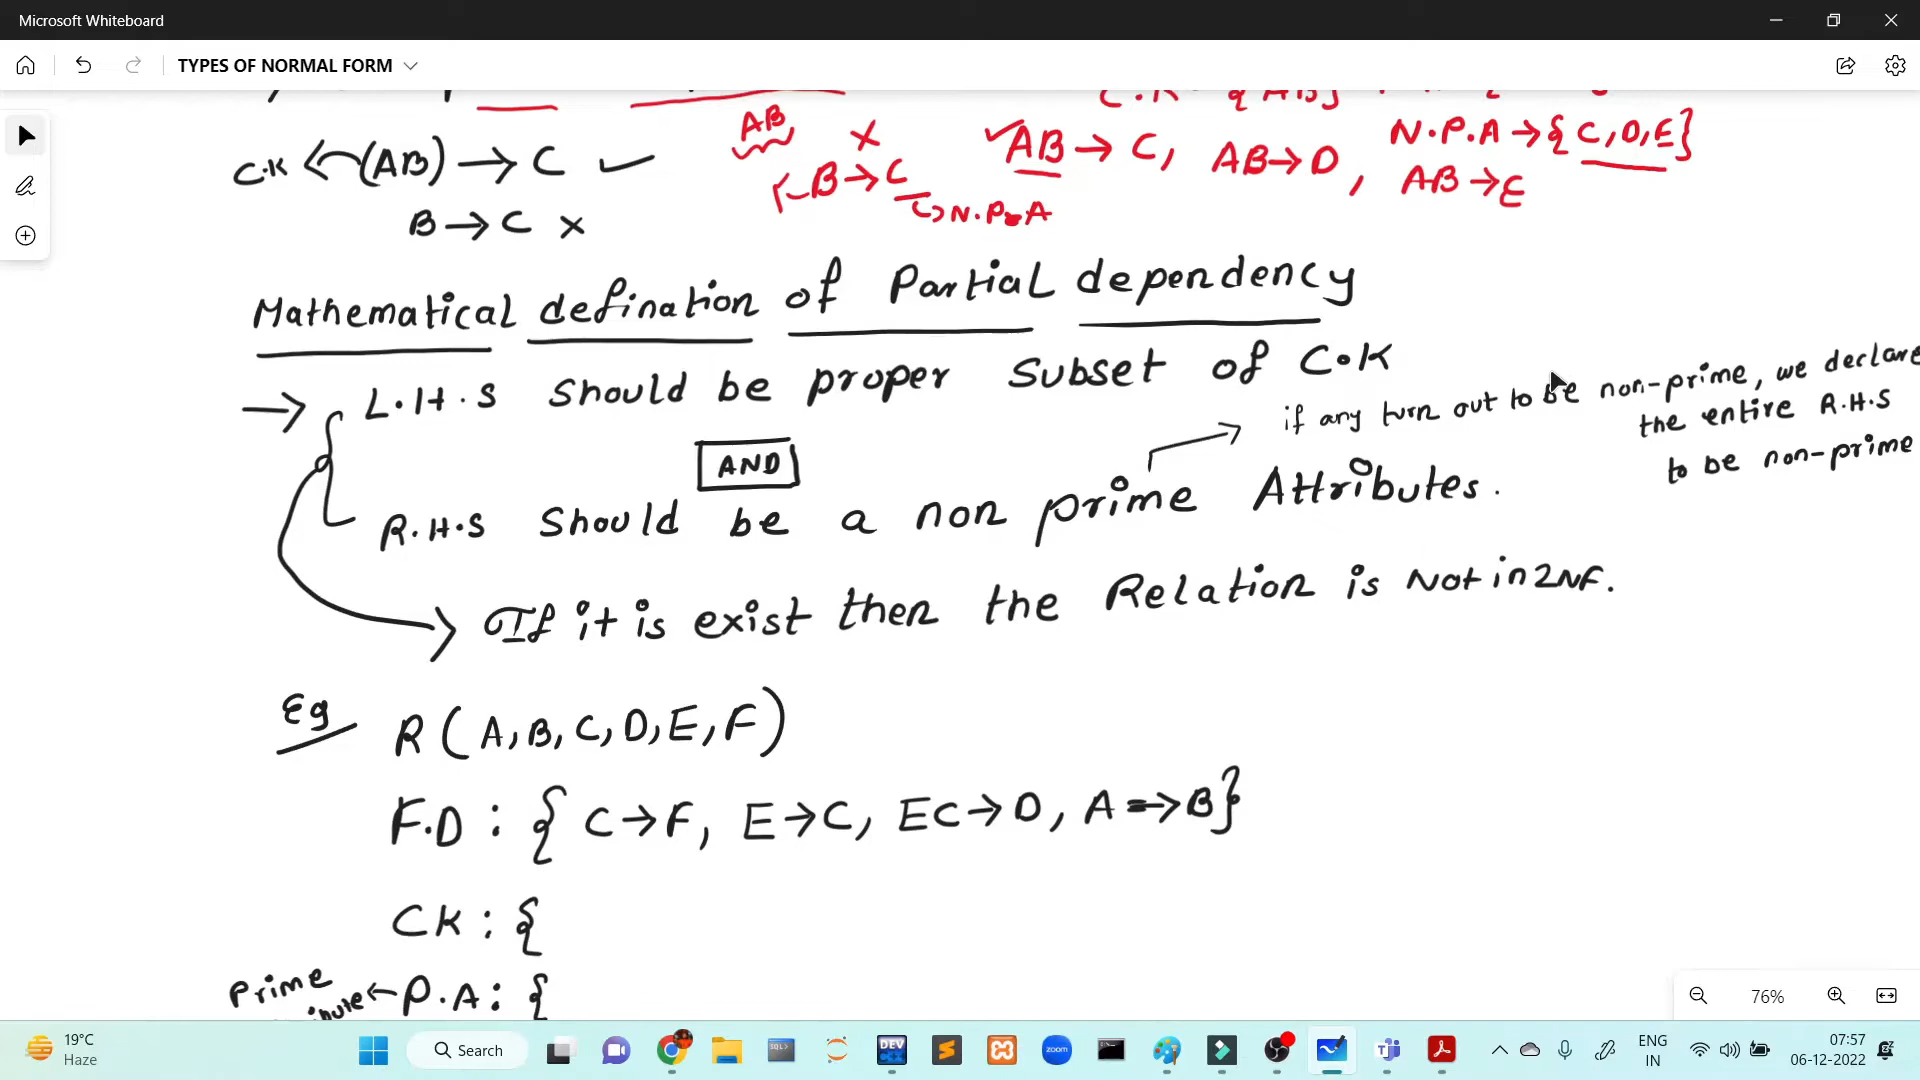 Microsoft Whiteboard
TYPES OF NORMAL FORM
C.K = {AB}
AB
C.K ← (AB) → C ✓
B → C ×
× B → C
N.P.A
✓ AB → C, AB → D, AB → E
N.P.A → {C, D, E}
Mathematical defination of Partial dependency
→ L.H.S Should be proper Subset of C.K
AND
if any turn out to be non-prime, we declare
the entire R.H.S
to be non-prime
R.H.S Should be a non prime Attributes.
If it is exist then the Relation is Not in 2NF.
Eg R (A, B, C, D, E, F)
F.D : { C → F, E → C, EC → D, A → B}
CK : {
Prime
← P.A : {
76%
19°C
Haze
Search
DEV
zoom
ENG
IN
07:57
06-12-2022